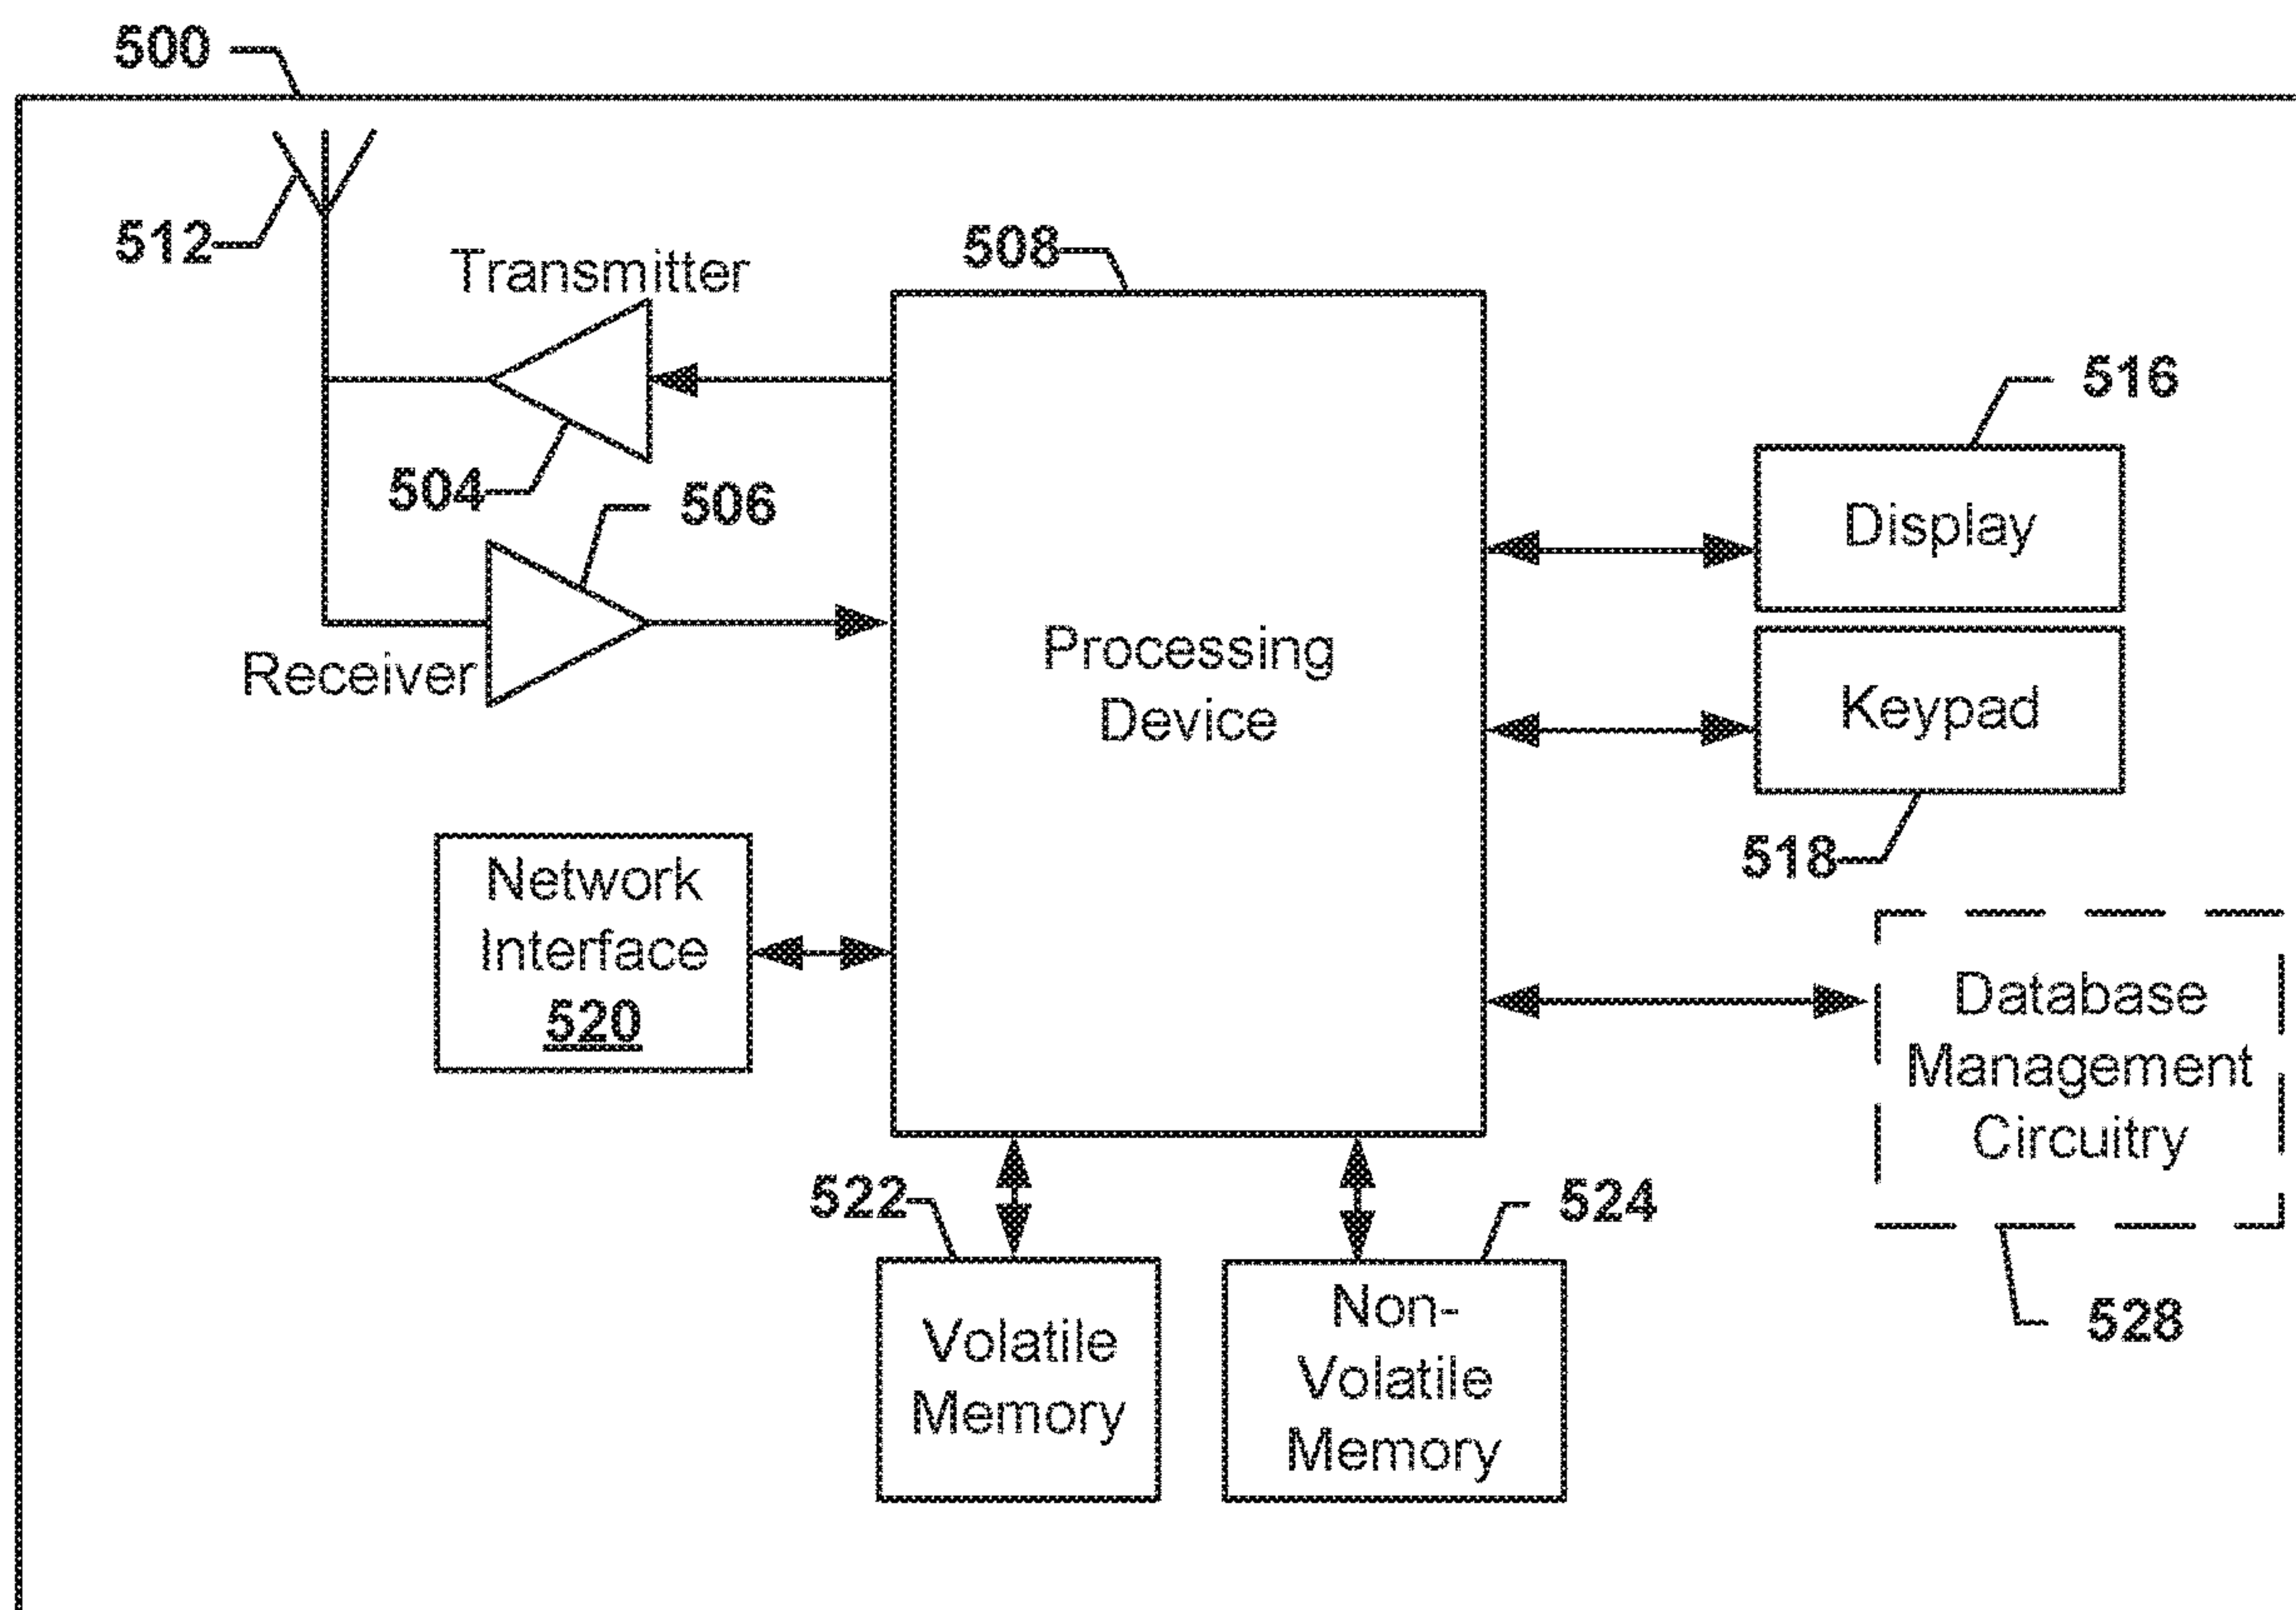 500
512
Transmitter
508
504
506
Receiver
Processing
Device
516
Display
Keypad
518
Network
Interface
520
Database
Management
Circuitry
528
522
Volatile
Memory
524
Non-
Volatile
Memory